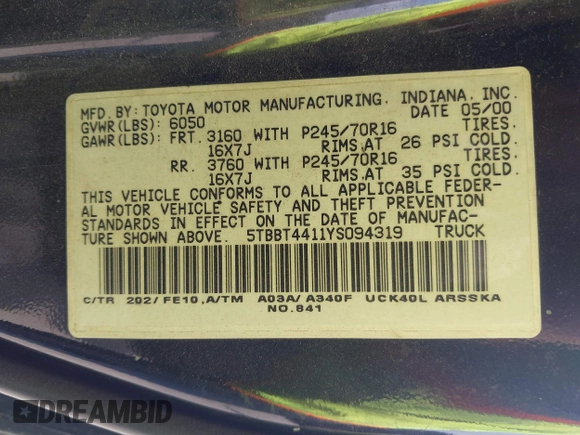 MFD. BY: TOYOTA MOTOR MANUFACTURING, INDIANA, INC.
GVWR(LBS): 6050 DATE 05/00
GAWR(LBS): FRT. 3160 WITH P245/70R16 TIRES,
16X7J RIMS,AT 26 PSI COLD.
RR. 3760 WITH P245/70R16 TIRES,
16X7J RIMS,AT 35 PSI COLD.
THIS VEHICLE CONFORMS TO ALL APPLICABLE FEDER-
AL MOTOR VEHICLE SAFETY AND THEFT PREVENTION
STANDARDS IN EFFECT ON THE DATE OF MANUFAC-
TURE SHOWN ABOVE. 5TBBT4411YS094319 TRUCK
C/TR 202/ FE10,A/TM A03A/ A340F UCK40L ARSSKA
NO.841
DREAMBID